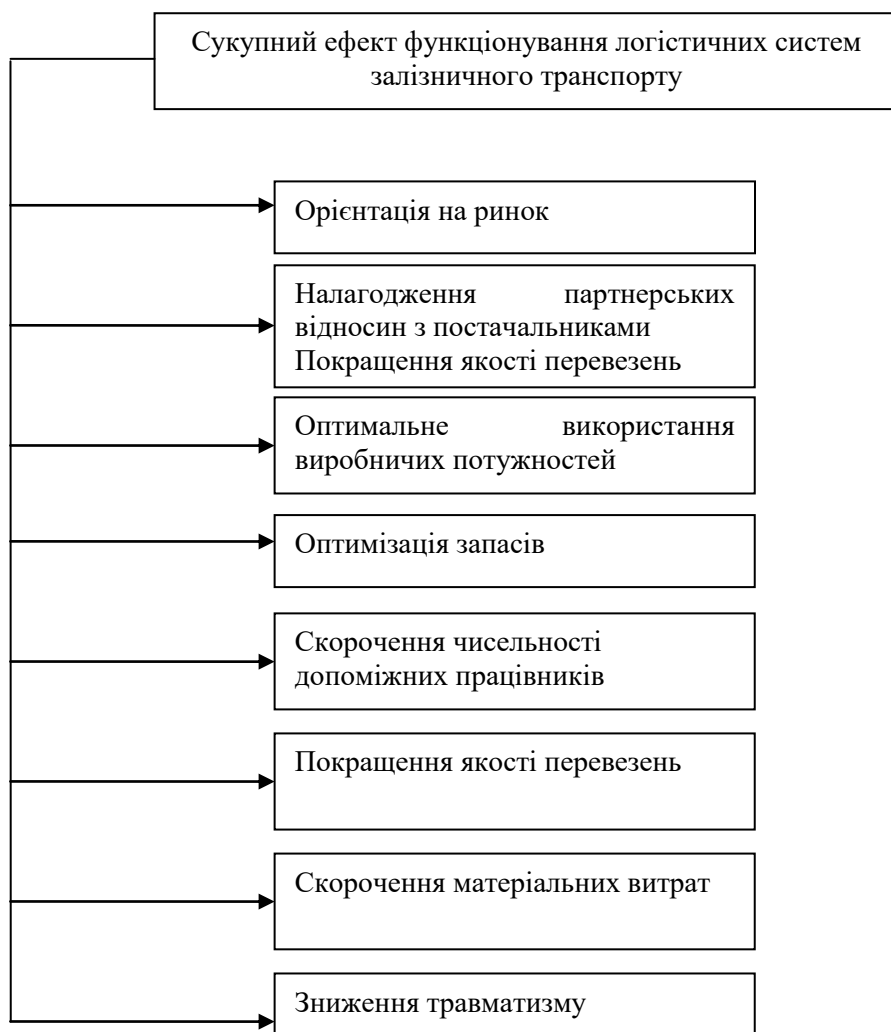 Сукупний ефект функціонування логістичних систем
залізничного транспорту
Орієнтація на ринок
Налагодження партнерських
відносин з постачальниками
Покращення якості перевезень
Оптимальне використання
виробничих потужностей
Оптимізація запасів
Скорочення чисельності
допоміжних працівників
Покращення якості перевезень
Скорочення матеріальних витрат
Зниження травматизму